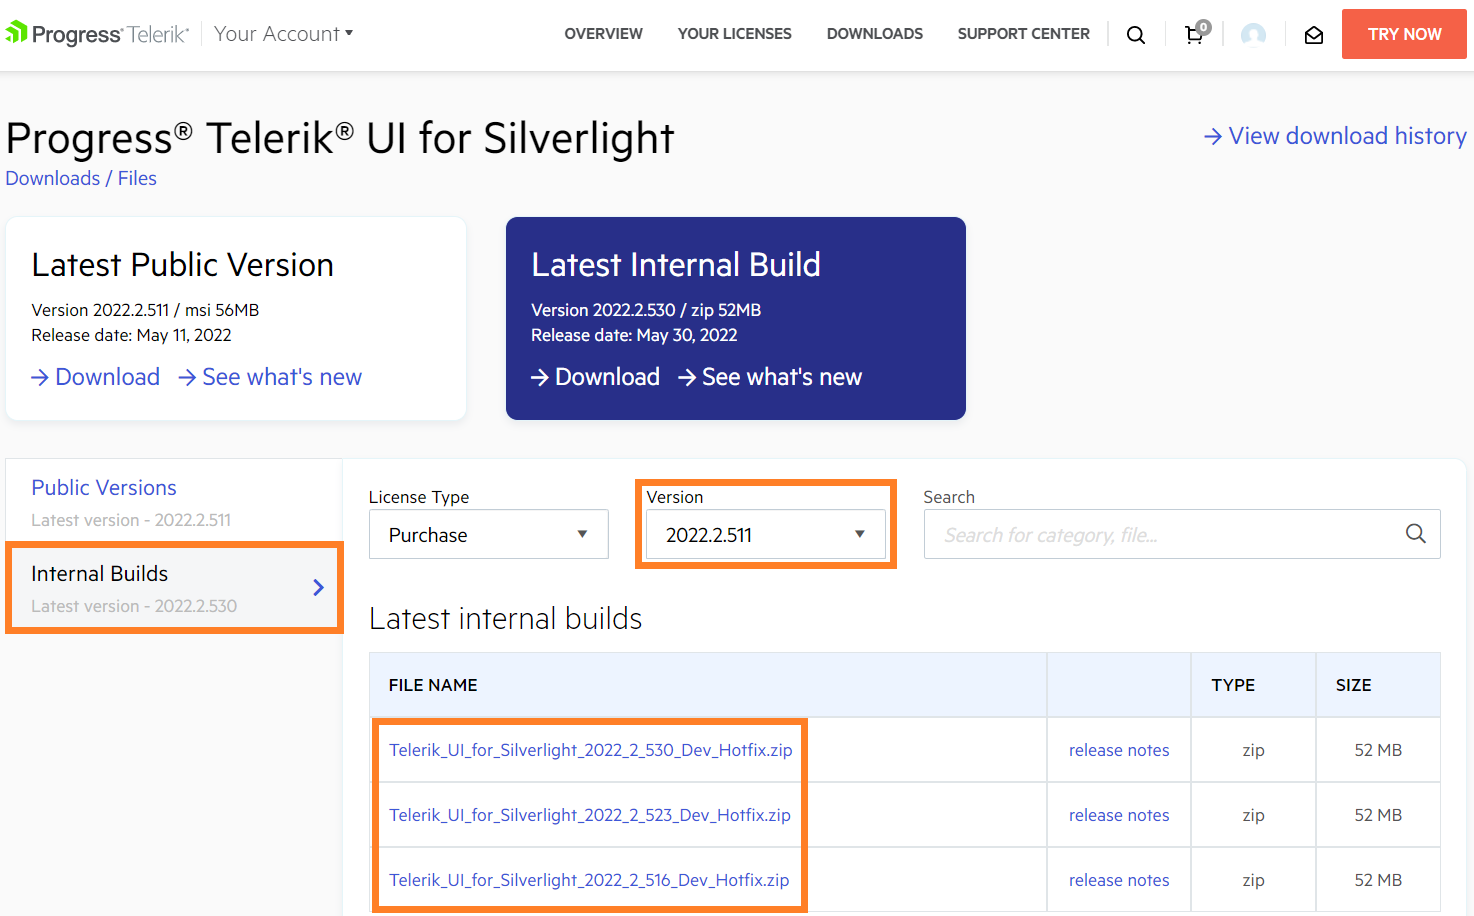 Progress® Telerik® Your Account
OVERVIEW YOUR LICENSES DOWNLOADS SUPPORT CENTER 0 TRY NOW
Progress® Telerik® UI for Silverlight
→ View download history
Downloads / Files
Latest Public Version
Version 2022.2.511 / msi 56MB
Release date: May 11, 2022
→ Download → See what's new
Latest Internal Build
Version 2022.2.530 / zip 52MB
Release date: May 30, 2022
→ Download → See what's new
Public Versions
Latest version - 2022.2.511
Internal Builds
Latest version - 2022.2.530
License Type
Purchase
Version
2022.2.511
Search
Search for category, file...
Latest internal builds
FILE NAME TYPE SIZE
Telerik_UI_for_Silverlight_2022_2_530_Dev_Hotfix.zip release notes zip 52 MB
Telerik_UI_for_Silverlight_2022_2_523_Dev_Hotfix.zip release notes zip 52 MB
Telerik_UI_for_Silverlight_2022_2_516_Dev_Hotfix.zip release notes zip 52 MB